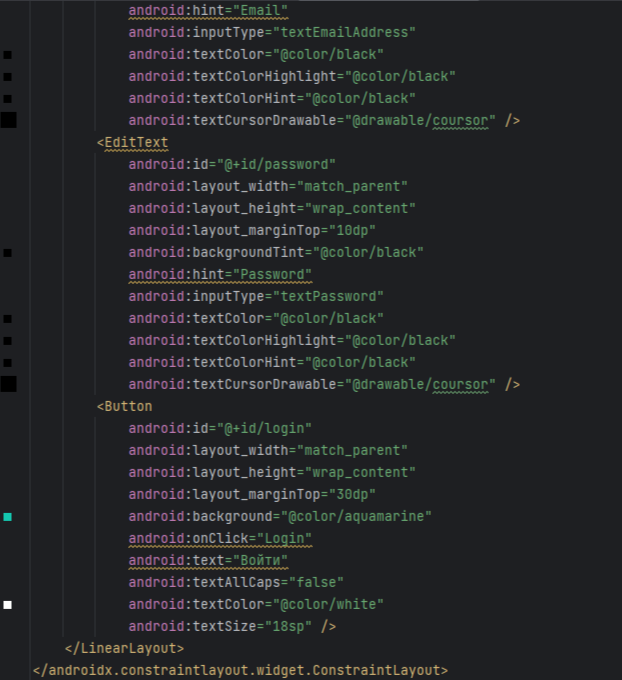 android:hint="Email"
android:inputType="textEmailAddress"
android:textColor="@color/black"
android:textColorHighlight="@color/black"
android:textColorHint="@color/black"
android:textCursorDrawable="@drawable/coursor" />
<EditText
android:id="@+id/password"
android:layout_width="match_parent"
android:layout_height="wrap_content"
android:layout_marginTop="10dp"
android:backgroundTint="@color/black"
android:hint="Password"
android:inputType="textPassword"
android:textColor="@color/black"
android:textColorHighlight="@color/black"
android:textColorHint="@color/black"
android:textCursorDrawable="@drawable/coursor" />
<Button
android:id="@+id/login"
android:layout_width="match_parent"
android:layout_height="wrap_content"
android:layout_marginTop="30dp"
android:background="@color/aquamarine"
android:onClick="Login"
android:text="Войти"
android:textAllCaps="false"
android:textColor="@color/white"
android:textSize="18sp" />
</LinearLayout>
</androidx.constraintlayout.widget.ConstraintLayout>